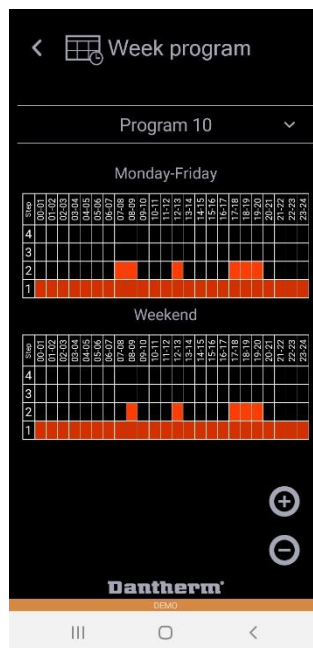 Week program
Program 10
Monday-Friday
Step 00-01 01-02 02-03 03-04 04-05 05-06 06-07 07-08 08-09 09-10 10-11 11-12 12-13 13-14 14-15 15-16 16-17 17-18 18-19 19-20 20-21 21-22 22-23 23-24
4
3
2
1
Weekend
Step 00-01 01-02 02-03 03-04 04-05 05-06 06-07 07-08 08-09 09-10 10-11 11-12 12-13 13-14 14-15 15-16 16-17 17-18 18-19 19-20 20-21 21-22 22-23 23-24
4
3
2
1
Dantherm
DEMO